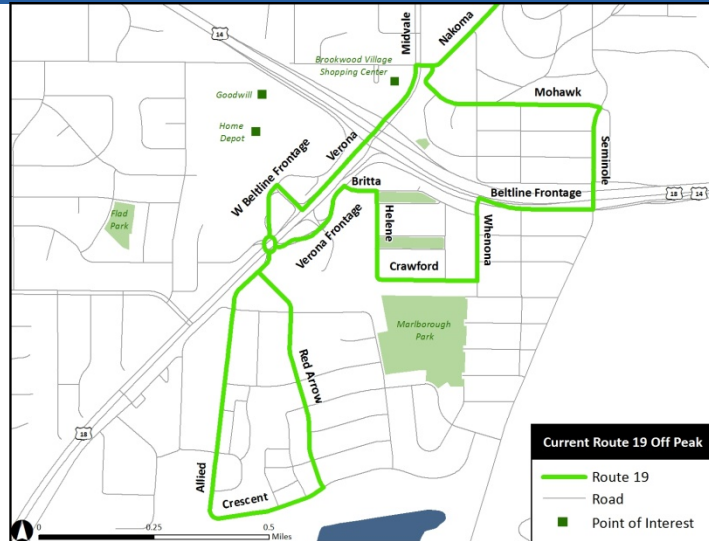 14
Midvale
Nakoma
Brookwood Village
Shopping Center
Goodwill
Home
Depot
Mohawk
Verona
W Beltline Frontage
Seminole
Britta
Beltline Frontage
18
14
Flad
Park
Helene
Whenona
Verona Frontage
Crawford
Marlborough
Park
Red Arrow
18
Allied
Crescent
Current Route 19 Off Peak
Route 19
Road
Point of Interest
0
0.25
0.5
Miles